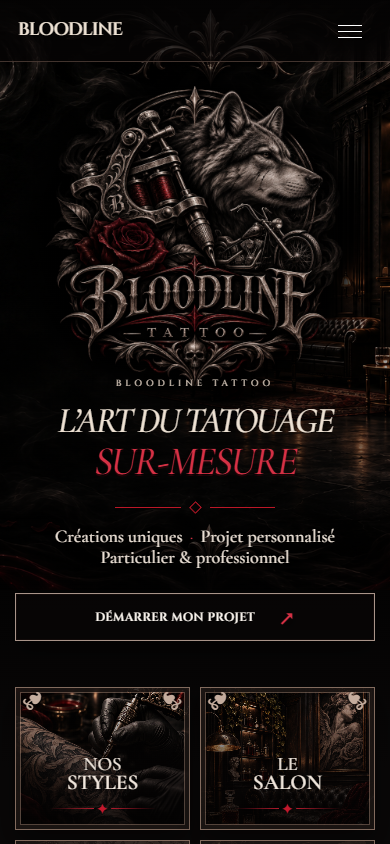 BLOODLINE
B
BLOODLINE
TATTOO
BLOODLINE TATTOO
L'ART DU TATOUAGE
SUR-MESURE
Créations uniques · Projet personnalisé
Particulier & professionnel
DÉMARRER MON PROJET ↗
NOS
STYLES
LE
SALON